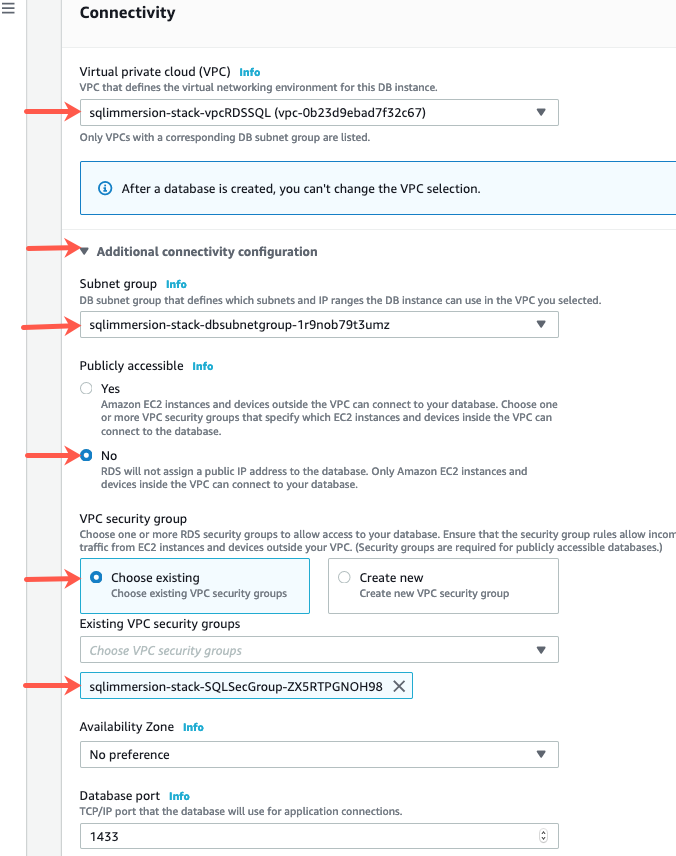 Connectivity
Virtual private cloud (VPC) Info
VPC that defines the virtual networking environment for this DB instance.
sqlimmersion-stack-vpcRDSSQL (vpc-0b23d9ebad7f32c67)
Only VPCs with a corresponding DB subnet group are listed.
After a database is created, you can't change the VPC selection.
Additional connectivity configuration
Subnet group Info
DB subnet group that defines which subnets and IP ranges the DB instance can use in the VPC you selected.
sqlimmersion-stack-dbsubnetgroup-1r9nob79t3umz
Publicly accessible Info
Yes
Amazon EC2 instances and devices outside the VPC can connect to your database. Choose one
or more VPC security groups that specify which EC2 instances and devices inside the VPC can
connect to the database.
No
RDS will not assign a public IP address to the database. Only Amazon EC2 instances and
devices inside the VPC can connect to your database.
VPC security group
Choose one or more RDS security groups to allow access to your database. Ensure that the security group rules allow incom
traffic from EC2 instances and devices outside your VPC. (Security groups are required for publicly accessible databases.)
Choose existing
Choose existing VPC security groups
Create new
Create new VPC security group
Existing VPC security groups
Choose VPC security groups
sqlimmersion-stack-SQLSecGroup-ZX5RTPGNOH98
Availability Zone Info
No preference
Database port Info
TCP/IP port that the database will use for application connections.
1433